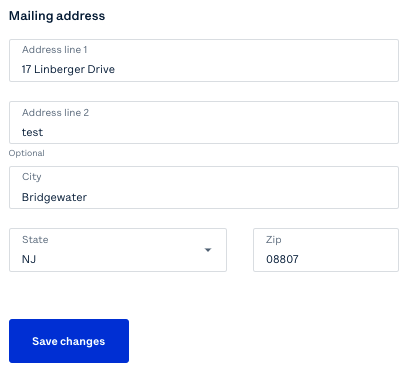 Mailing address
Address line 1
17 Linberger Drive
Address line 2
test
Optional
City
Bridgewater
State
NJ
Zip
08807
Save changes